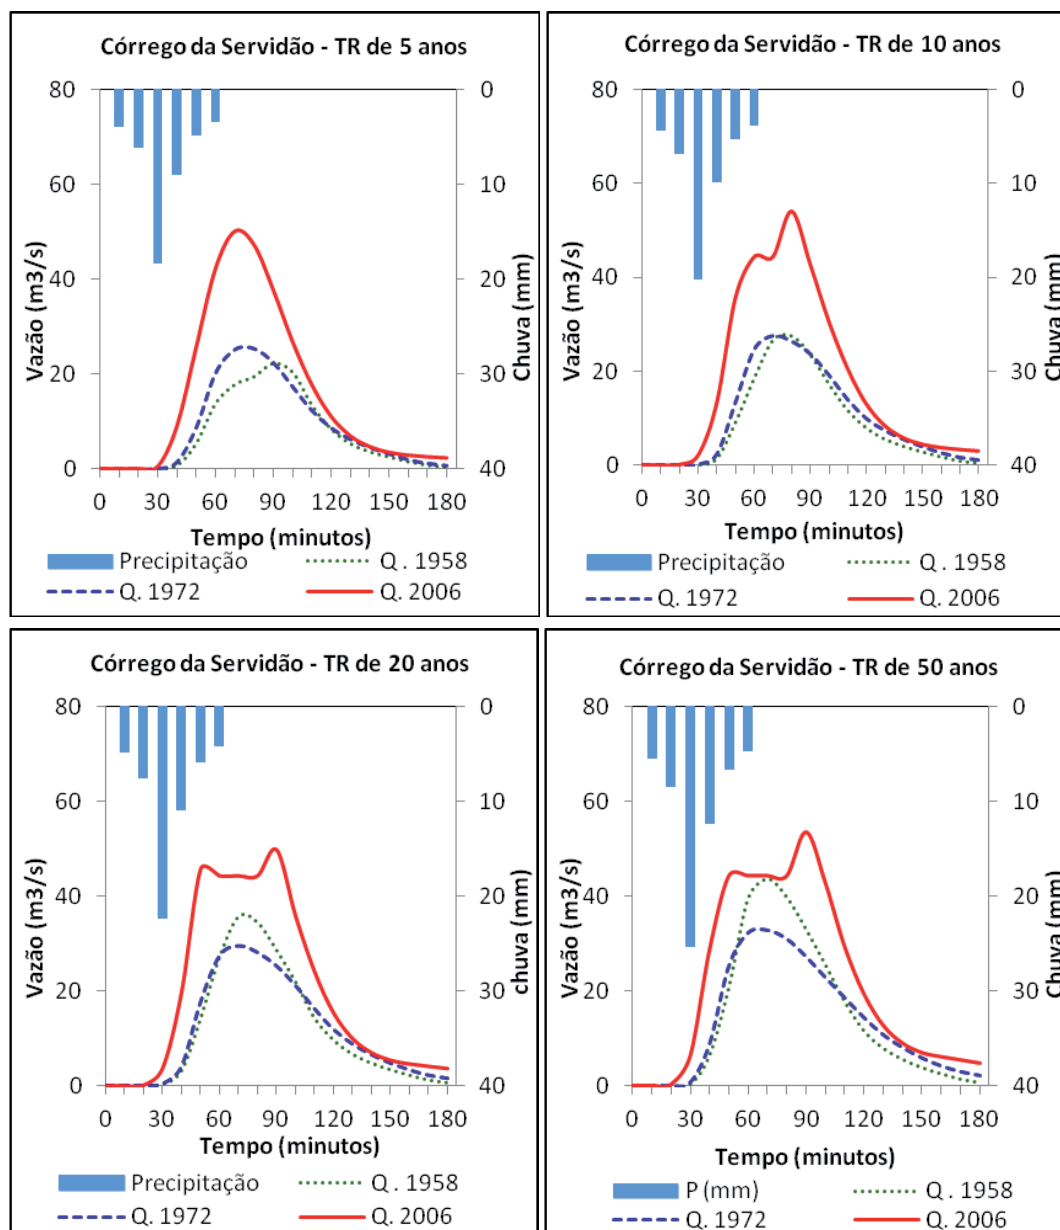 Córrego da Servidão - TR de 5 anos
80
60
40
20
0
Vazão (m3/s)
0
10
20
30
40
Chuva (mm)
0 30 60 90 120 150 180
Tempo (minutos)
Precipitação
Q . 1958
Q. 1972
Q. 2006
Córrego da Servidão - TR de 10 anos
80
60
40
20
0
Vazão (m3/s)
0
10
20
30
40
Chuva (mm)
0 30 60 90 120 150 180
Tempo (minutos)
Precipitação
Q . 1958
Q. 1972
Q. 2006
Córrego da Servidão - TR de 20 anos
80
60
40
20
0
Vazão (m3/s)
0
10
20
30
40
chuva (mm)
0 30 60 90 120 150 180
Tempo (minutos)
Precipitação
Q . 1958
Q. 1972
Q. 2006
Córrego da Servidão - TR de 50 anos
80
60
40
20
0
Vazão (m3/s)
0
10
20
30
40
Chuva (mm)
0 30 60 90 120 150 180
Tempo (minutos)
P (mm)
Q . 1958
Q. 1972
Q. 2006